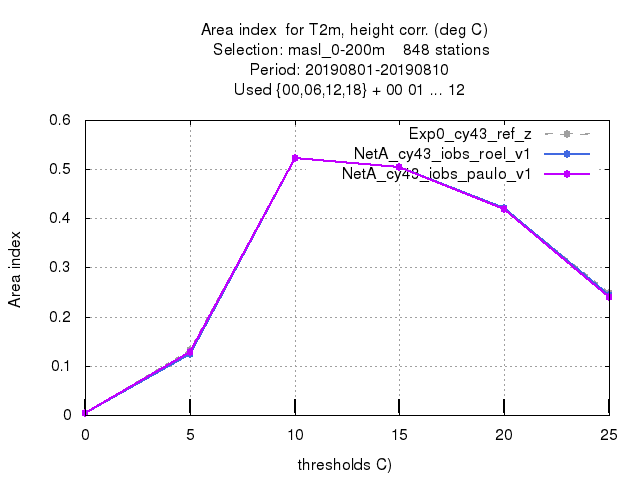 Area index  for T2m, height corr. (deg C)
Selection: masl_0-200m    848 stations
Period: 20190801-20190810
Used {00,06,12,18} + 00 01 ... 12
Exp0_cy43_ref_z
NetA_cy43_iobs_roel_v1
NetA_cy43_iobs_paulo_v1
0.6
0.5
0.4
0.3
0.2
0.1
0
Area index
0 5 10 15 20 25
thresholds C)